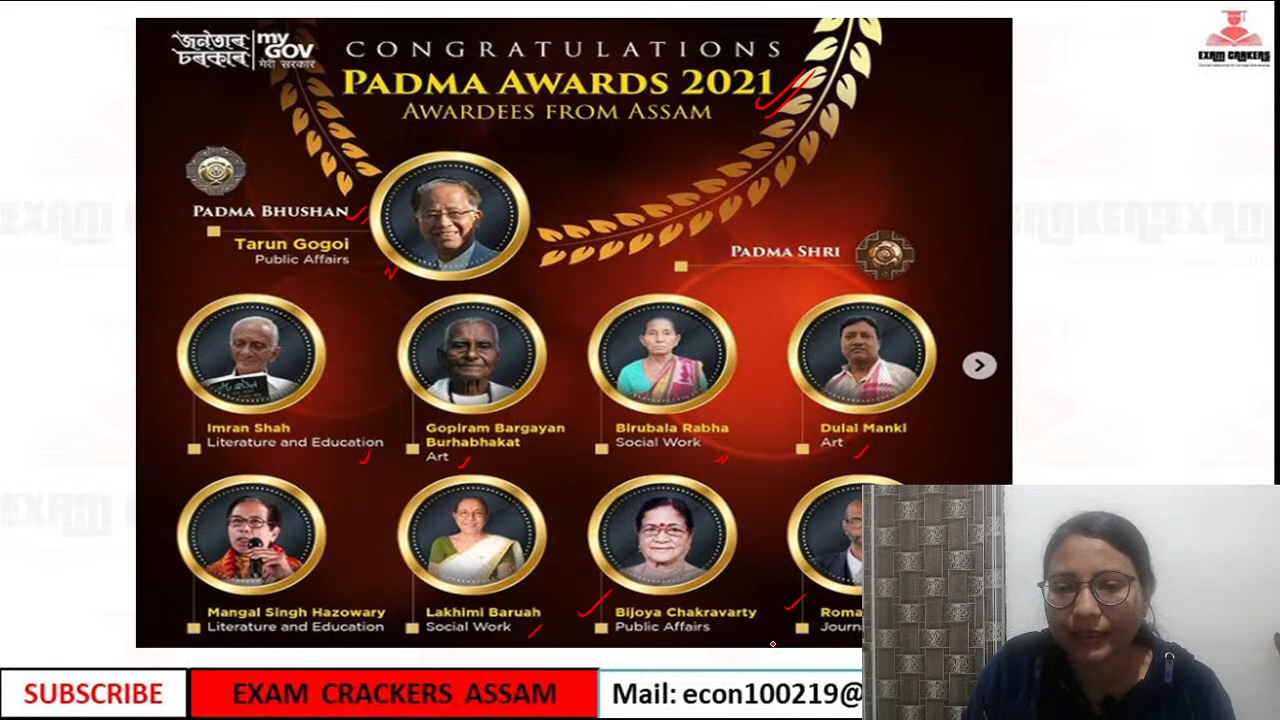 জনতাৰ
চৰকাৰ
my
GOV
मेरी सरकार
CONGRATULATIONS
PADMA AWARDS 2021
AWARDEES FROM ASSAM
EXAM CRAKERS
PADMA BHUSHAN
Tarun Gogoi
Public Affairs
PADMA SHRI
Imran Shah
Literature and Education
Gopiram Bargayan
Burhabhakat
Art
Birubala Rabha
Social Work
Dulal Manki
Art
Mangal Singh Hazowary
Literature and Education
Lakhimi Baruah
Social Work
Bijoya Chakravarty
Public Affairs
Roma
Journ
SUBSCRIBE
EXAM CRACKERS ASSAM
Mail: econ100219@